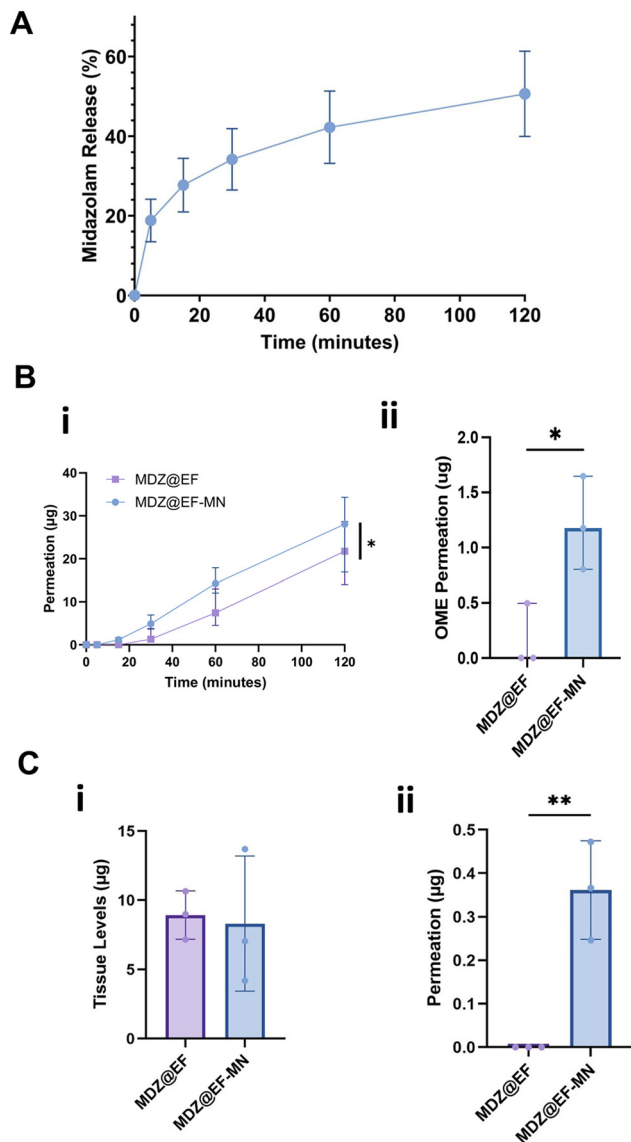 A
Midazolam Release (%)
60
40
20
0
0 20 40 60 80 100 120
Time (minutes)
B
i
MDZ@EF
MDZ@EF-MN
Permeation (µg)
40
30
20
10
0
*
0 20 40 60 80 100 120
Time (minutes)
ii
*
OME Permeation (ug)
2.0
1.5
1.0
0.5
0.0
MDZ@EF
MDZ@EF-MN
C
i
Tissue Levels (µg)
15
10
5
0
MDZ@EF
MDZ@EF-MN
ii
**
Permeation (µg)
0.5
0.4
0.3
0.2
0.1
0.0
MDZ@EF
MDZ@EF-MN